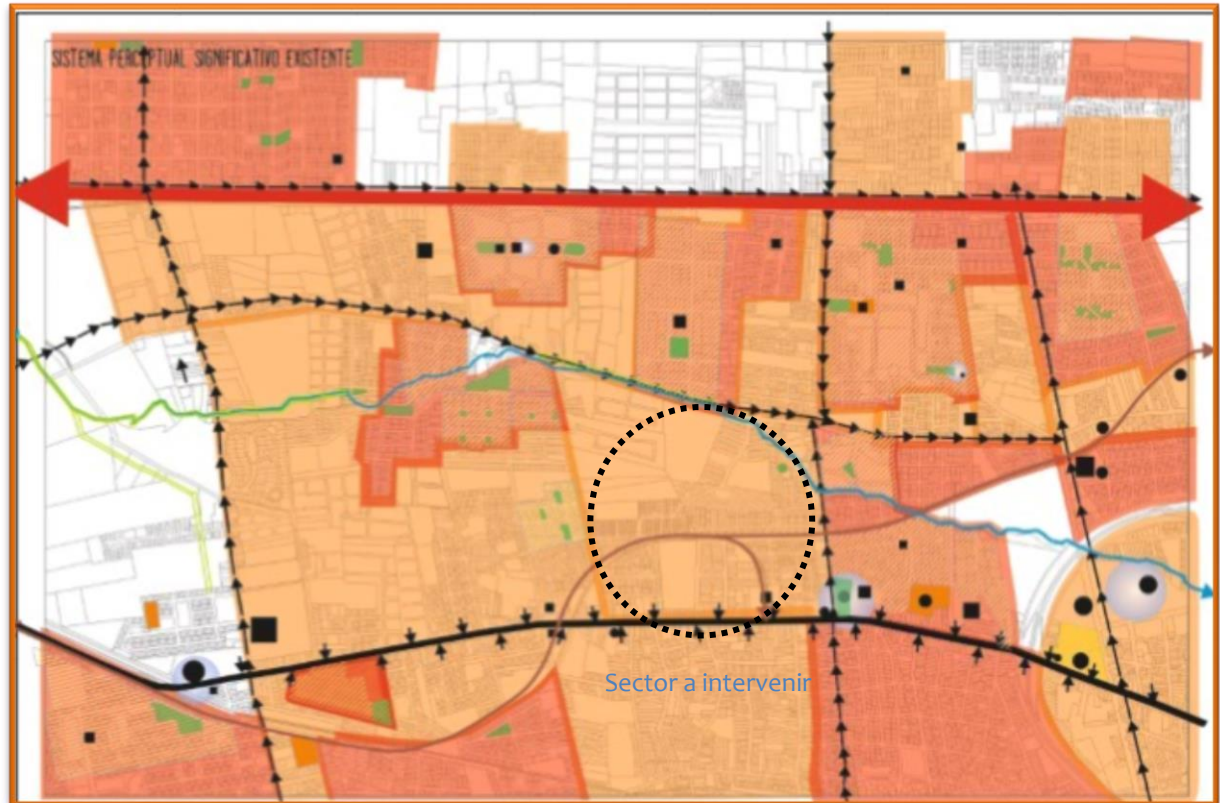 SISTEMA PERCEPTUAL SIGNIFICATIVO EXISTENTE
Sector a intervenir